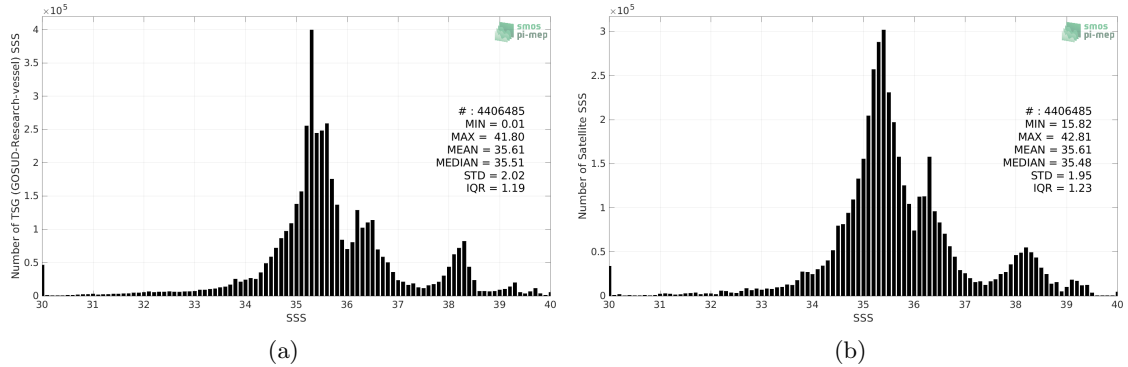 ×10⁵
4
3.5
3
2.5
2
1.5
1
0.5
0
30 31 32 33 34 35 36 37 38 39 40
SSS
Number of TSG (GOSUD-Research-vessel) SSS
smos
pi-mep
# : 4406485
MIN = 0.01
MAX = 41.80
MEAN = 35.61
MEDIAN = 35.51
STD = 2.02
IQR = 1.19
(a)
×10⁵
3
2.5
2
1.5
1
0.5
0
30 31 32 33 34 35 36 37 38 39 40
SSS
Number of Satellite SSS
smos
pi-mep
# : 4406485
MIN = 15.82
MAX = 42.81
MEAN = 35.61
MEDIAN = 35.48
STD = 1.95
IQR = 1.23
(b)